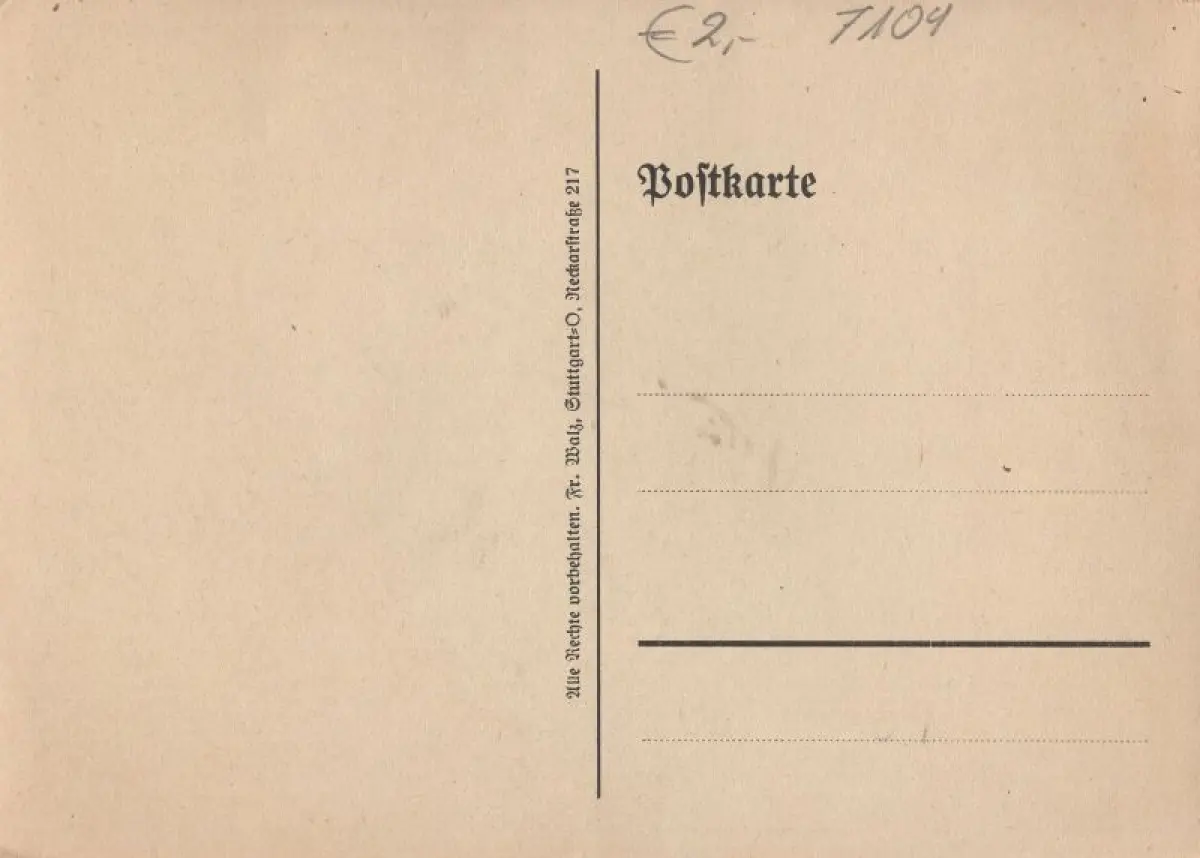 € 2,- 7104
Poſtkarte
Alle Rechte vorbehalten. Fr. Walz, Stuttgart-O, Neckarſtraße 217